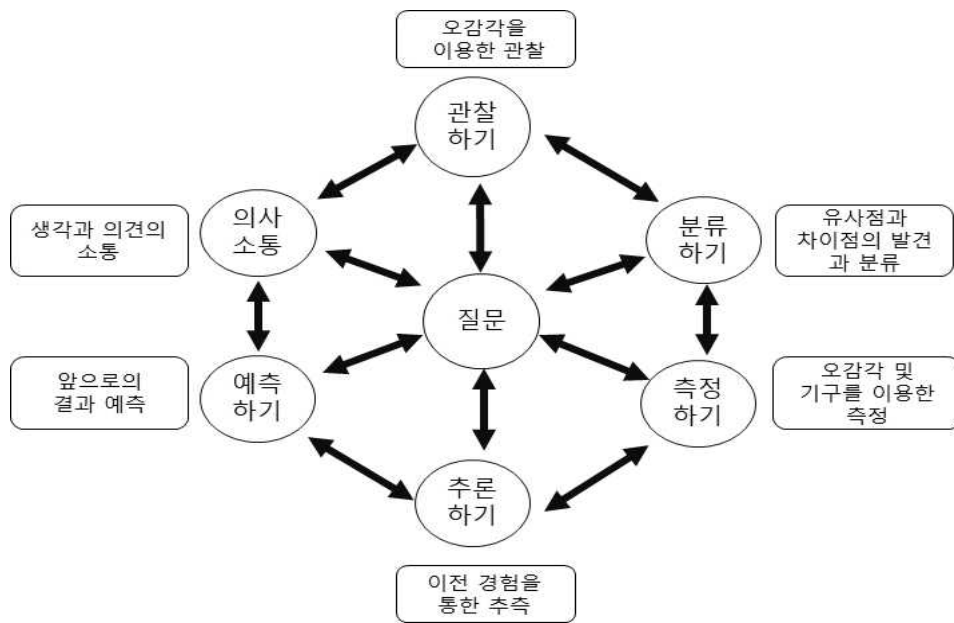 오감각을
이용한 관찰
관찰
하기
생각과 의견의
소통
의사
소통
분류
하기
유사점과
차이점의 발견
과 분류
질문
앞으로의
결과 예측
예측
하기
측정
하기
오감각 및
기구를 이용한
측정
추론
하기
이전 경험을
통한 추측